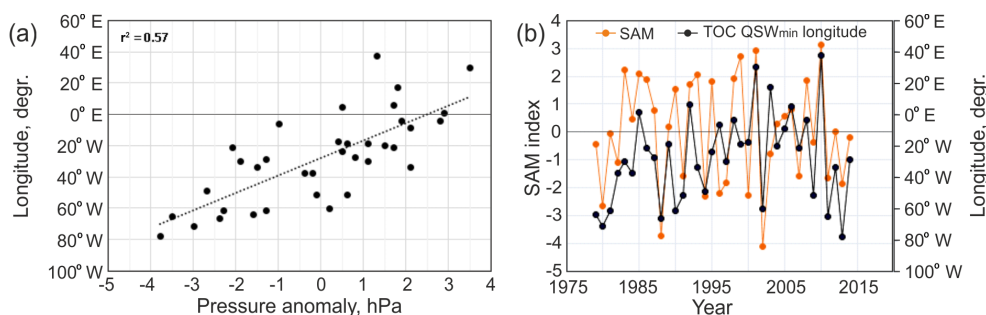 (a)
r² = 0.57
Longitude, degr.
60° E
40° E
20° E
0° E
20° W
40° W
60° W
80° W
100° W
-5 -4 -3 -2 -1 0 1 2 3 4
Pressure anomaly, hPa
(b)
SAM TOC QSWmin longitude
SAM index
4
3
2
1
0
-1
-2
-3
-4
-5
1975 1985 1995 2005 2015
Year
60° E
40° E
20° E
0° E
20° W
40° W
60° W
80° W
100° W
Longitude, degr.